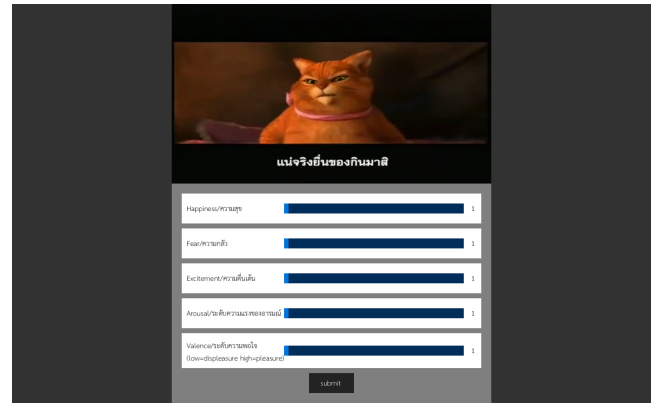 แน่จริงยื่นของกินมาสิ
Happiness/ความสุข 1
Fear/ความกลัว 1
Excitement/ความตื่นเต้น 1
Arousal/ระดับความแรงของอารมณ์ 1
Valence/ระดับความพอใจ
(low=displeasure high=pleasure) 1
submit